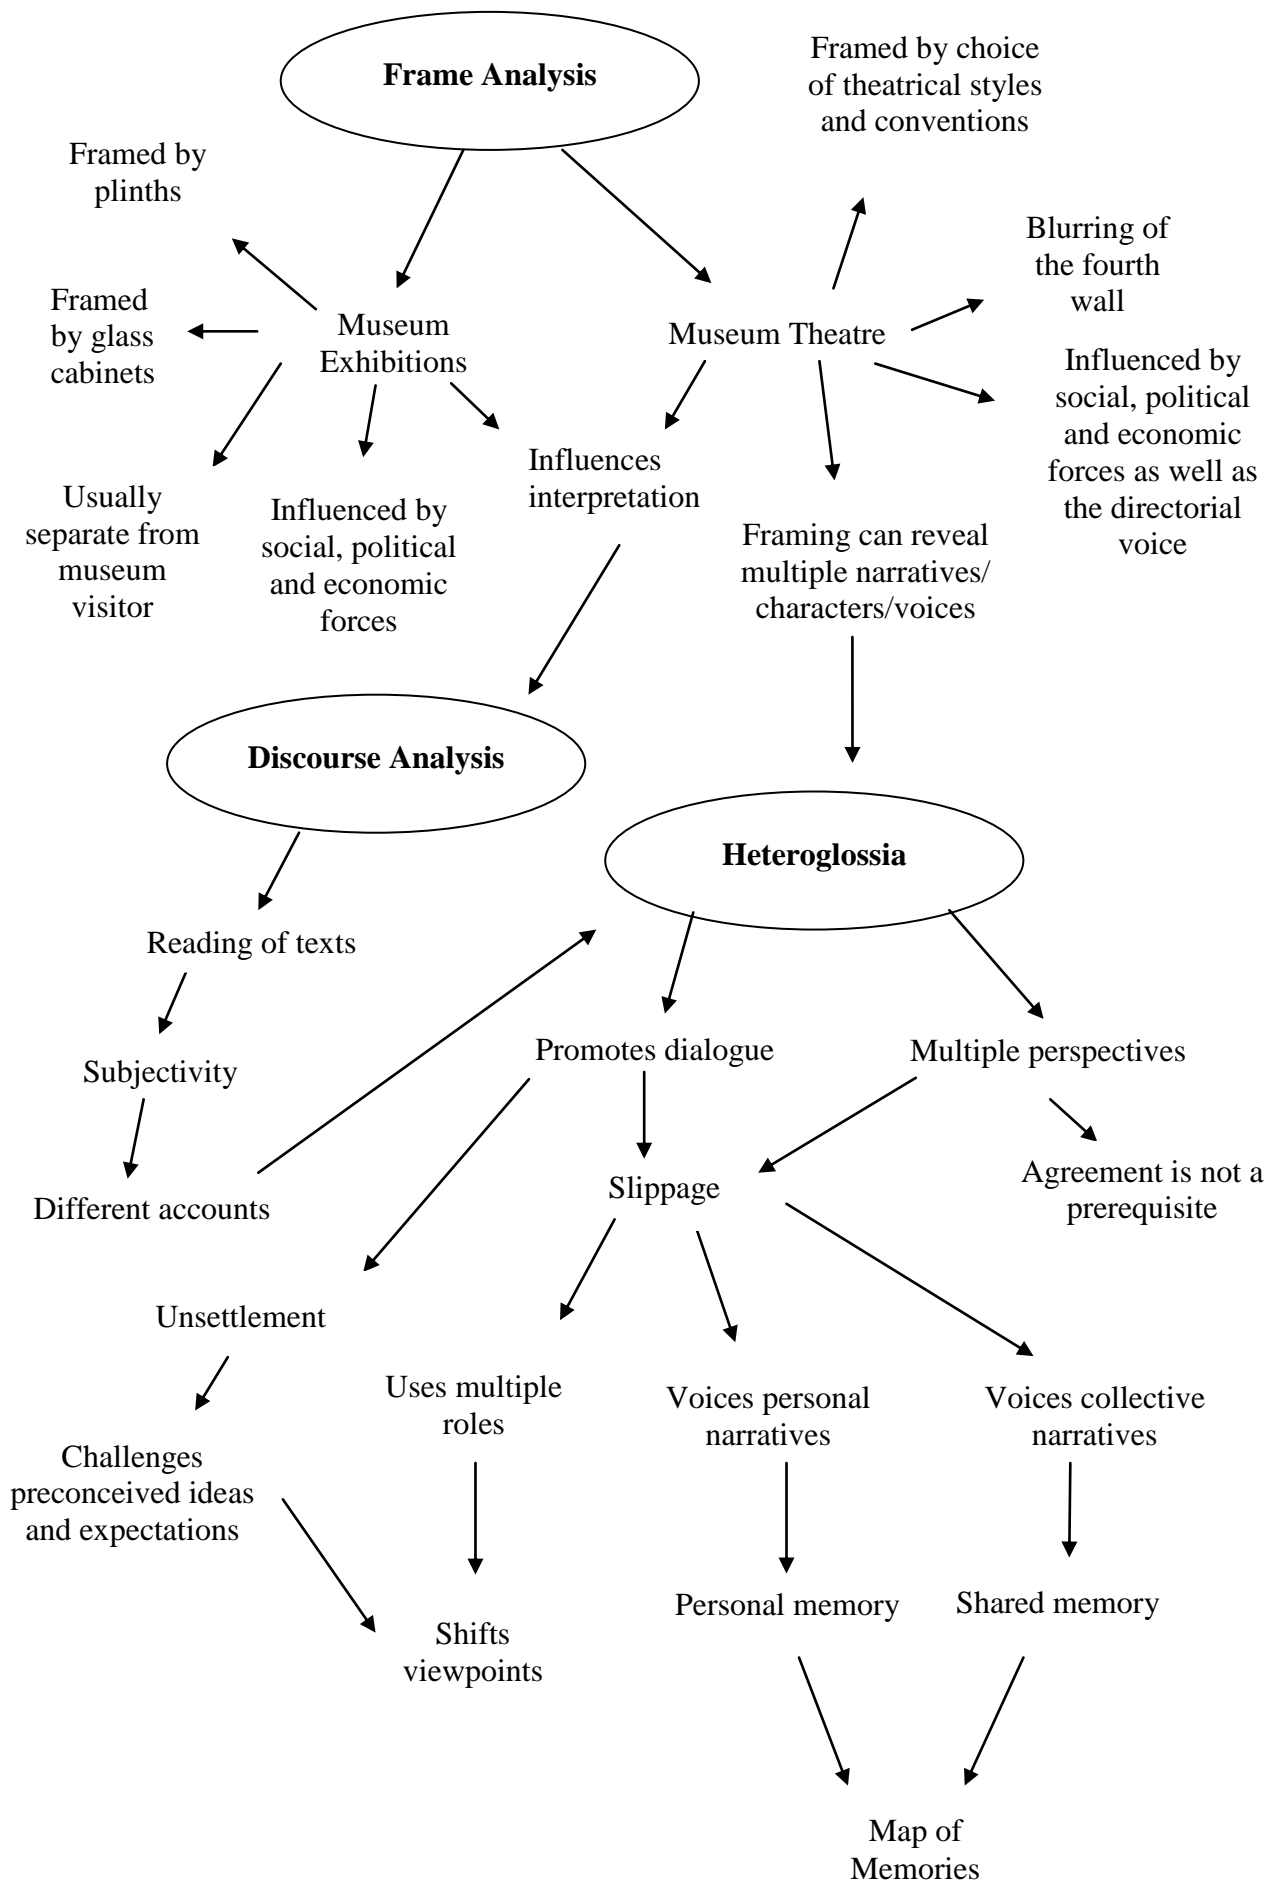 Frame Analysis
Framed by choice
of theatrical styles
and conventions
Framed by
plinths
Blurring of
the fourth
wall
Framed
by glass
cabinets
Museum
Exhibitions
Museum Theatre
Influenced by
social, political
and economic
forces as well as
the directorial
voice
Influences
interpretation
Usually
separate from
museum
visitor
Influenced by
social, political
and economic
forces
Framing can reveal
multiple narratives/
characters/voices
Discourse Analysis
Heteroglossia
Reading of texts
Promotes dialogue
Multiple perspectives
Subjectivity
Agreement is not a
prerequisite
Slippage
Different accounts
Unsettlement
Uses multiple
roles
Voices personal
narratives
Voices collective
narratives
Challenges
preconceived ideas
and expectations
Personal memory
Shared memory
Shifts
viewpoints
Map of
Memories